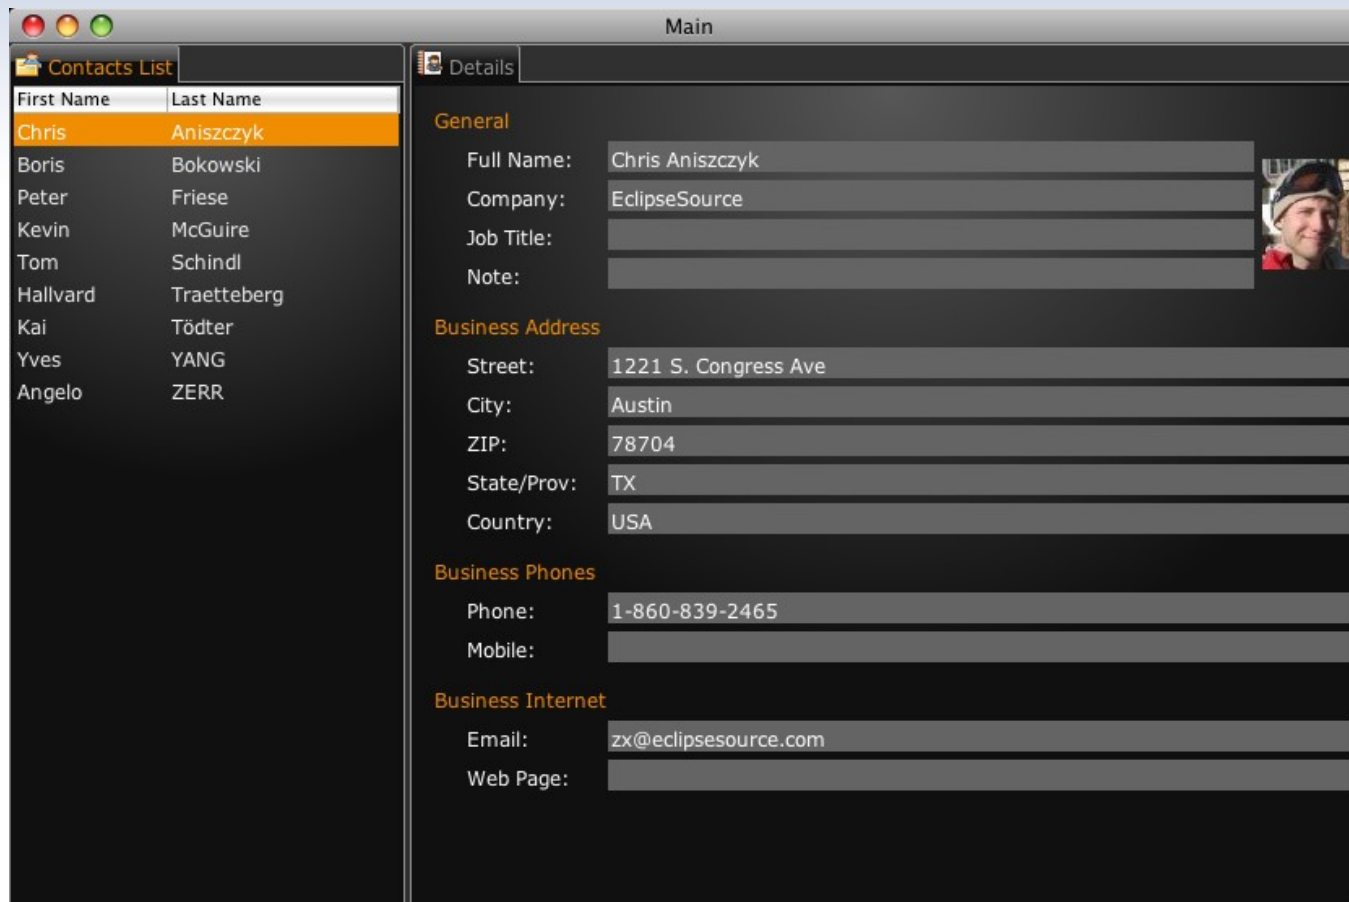 Main
Contacts List
First Name Last Name
Chris Aniszczyk
Boris Bokowski
Peter Friese
Kevin McGuire
Tom Schindl
Hallvard Traetteberg
Kai Tödter
Yves YANG
Angelo ZERR
Details
General
Full Name: Chris Aniszczyk
Company: EclipseSource
Job Title:
Note:
Business Address
Street: 1221 S. Congress Ave
City: Austin
ZIP: 78704
State/Prov: TX
Country: USA
Business Phones
Phone: 1-860-839-2465
Mobile:
Business Internet
Email: zx@eclipsesource.com
Web Page: